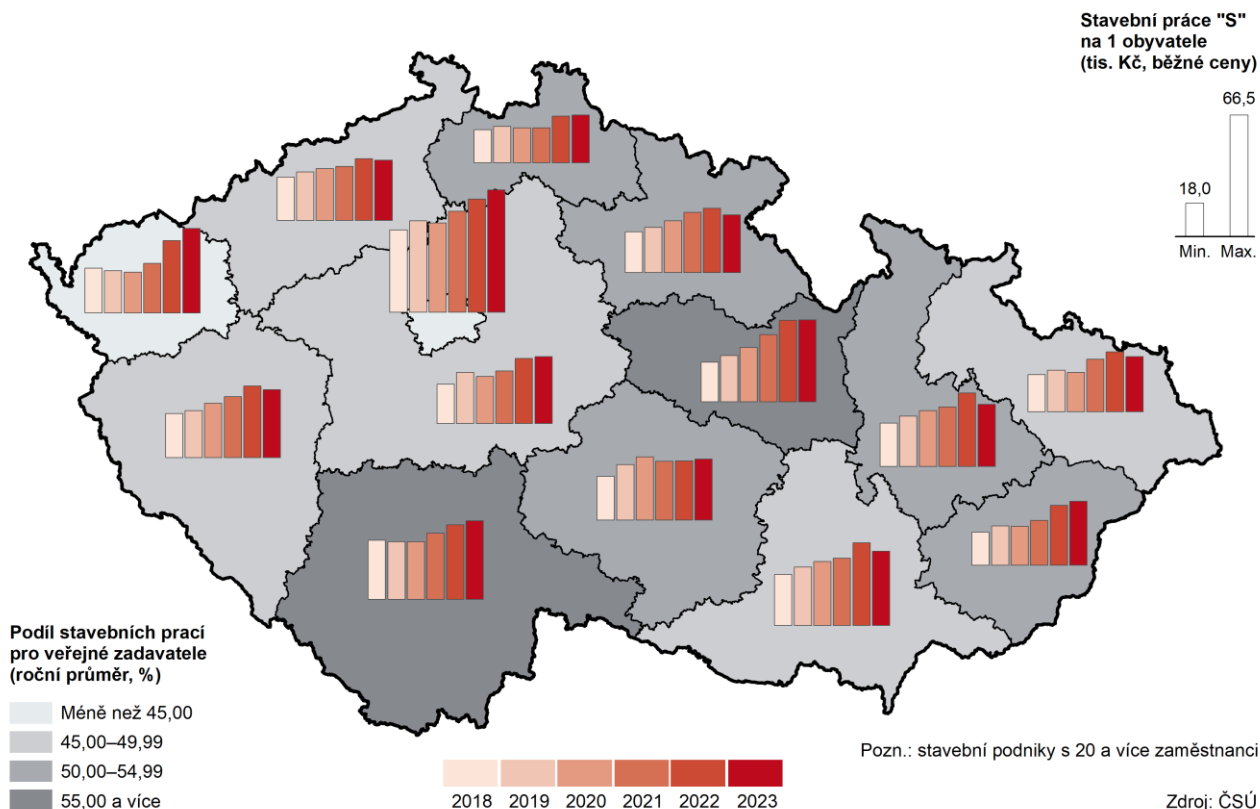 Stavební práce "S"
na 1 obyvatele
(tis. Kč, běžné ceny)
66,5
18,0
Min. Max.
Podíl stavebních prací
pro veřejné zadavatele
(roční průměr, %)
Méně než 45,00
45,00–49,99
50,00–54,99
55,00 a více
2018 2019 2020 2021 2022 2023
Pozn.: stavební podniky s 20 a více zaměstnanci
Zdroj: ČSÚ